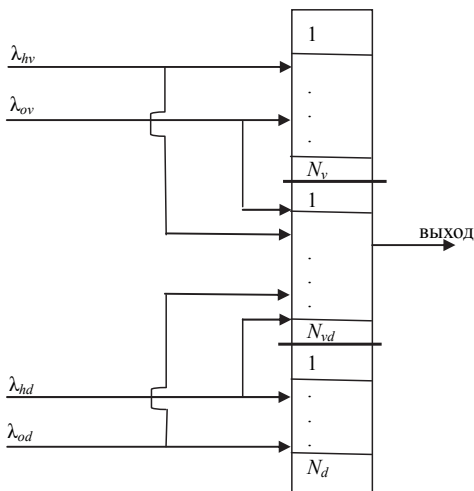 1
λhv
.
λov
.
.
Nv
1
выход
.
.
.
Nvd
1
λhd
.
.
λod
.
Nd